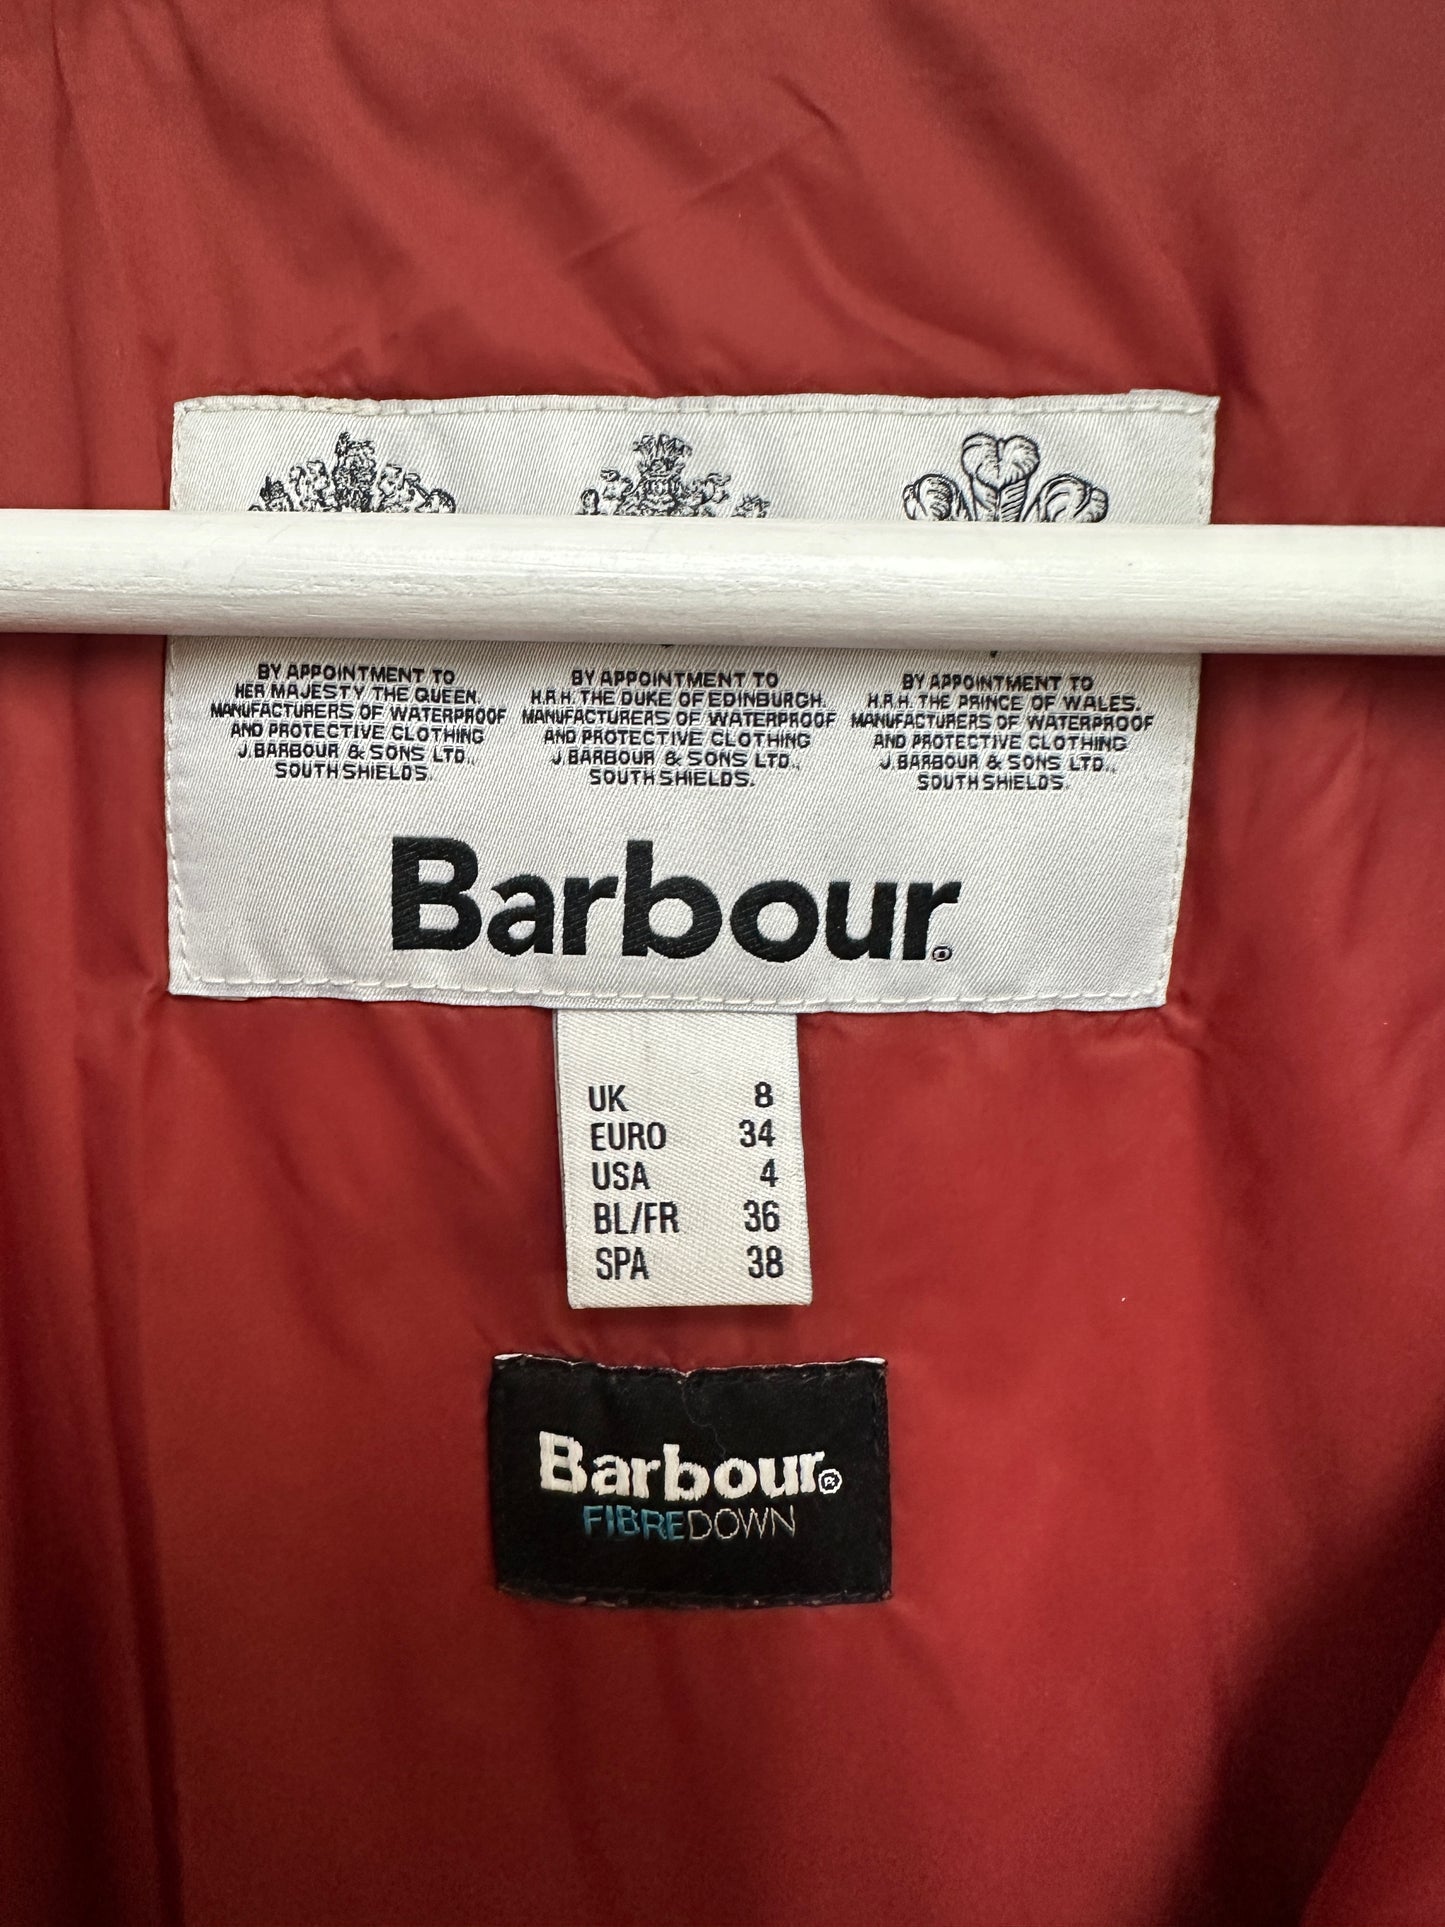 BY APPOINTMENT TO
HER MAJESTY THE QUEEN.
MANUFACTURERS OF WATERPROOF
AND PROTECTIVE CLOTHING
J.BARBOUR & SONS LTD.,
SOUTH SHIELDS.
BY APPOINTMENT TO
H.R.H. THE DUKE OF EDINBURGH.
MANUFACTURERS OF WATERPROOF
AND PROTECTIVE CLOTHING
J.BARBOUR & SONS LTD.,
SOUTH SHIELDS.
BY APPOINTMENT TO
H.R.H. THE PRINCE OF WALES.
MANUFACTURERS OF WATERPROOF
AND PROTECTIVE CLOTHING
J.BARBOUR & SONS LTD.,
SOUTH SHIELDS.
Barbour®
UK 8
EURO 34
USA 4
BL/FR 36
SPA 38
Barbour®
FIBREDOWN